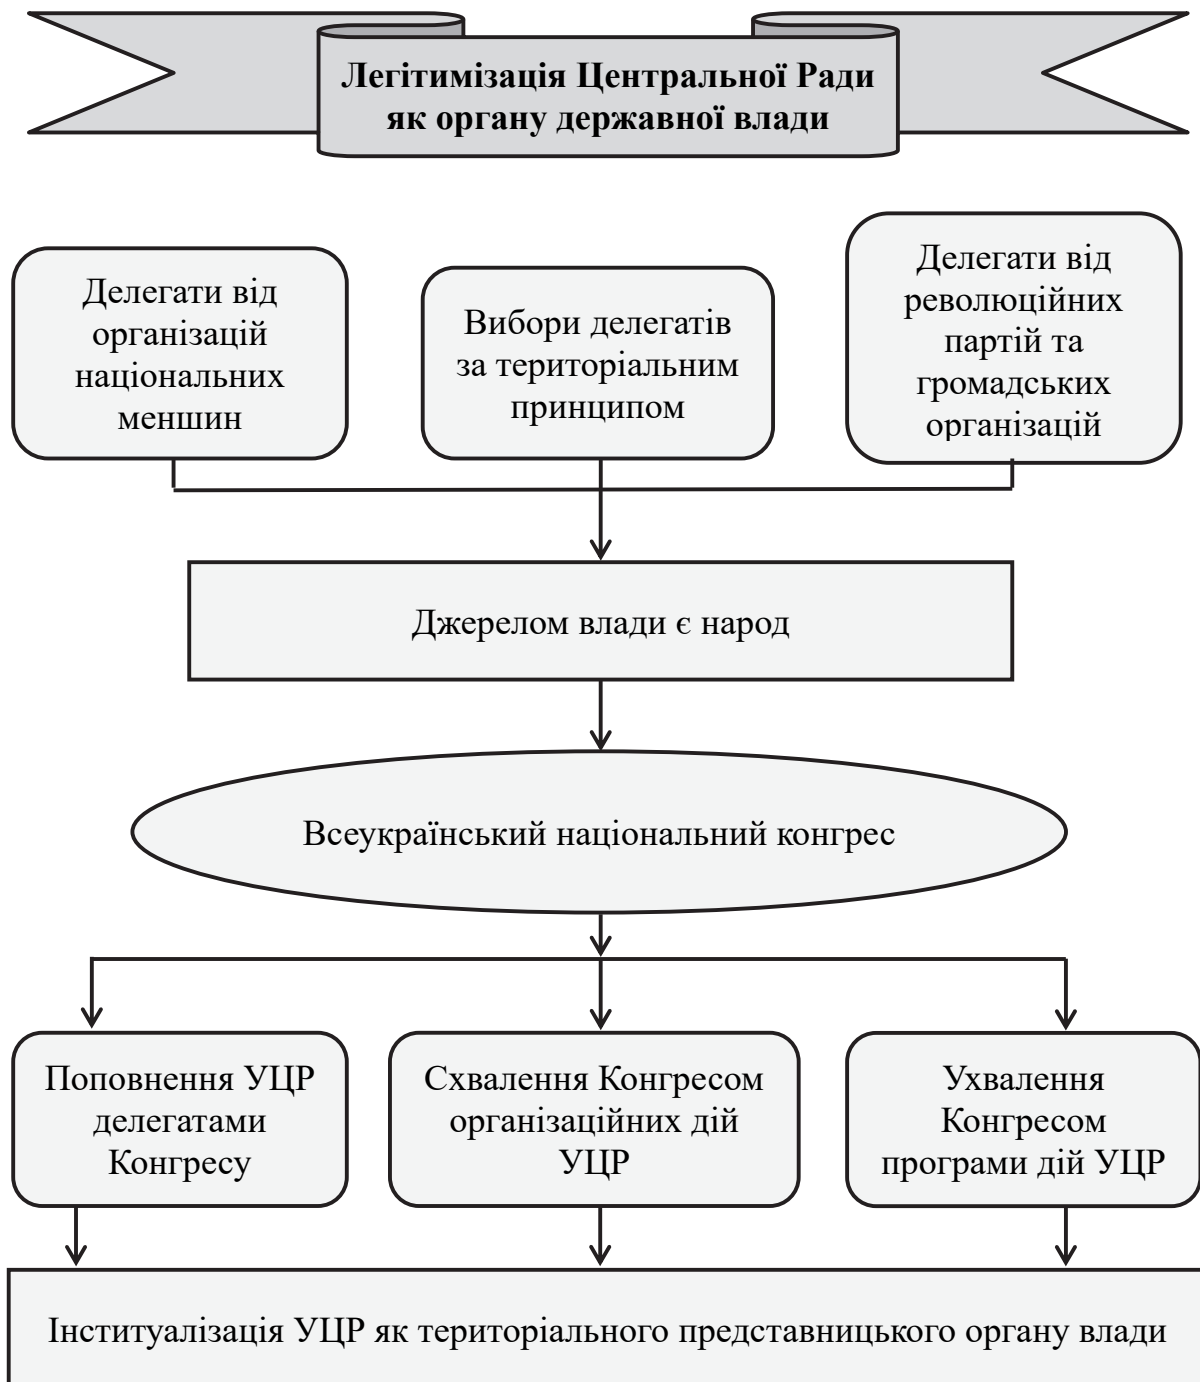 Легітимізація Центральної Ради
як органу державної влади
Делегати від
організацій
національних
меншин
Вибори делегатів
за територіальним
принципом
Делегати від
революційних
партій та
громадських
організацій
Джерелом влади є народ
Всеукраїнський національний конгрес
Поповнення УЦР
делегатами
Конгресу
Схвалення Конгресом
організаційних дій
УЦР
Ухвалення
Конгресом
програми дій УЦР
Інституалізація УЦР як територіального представницького органу влади